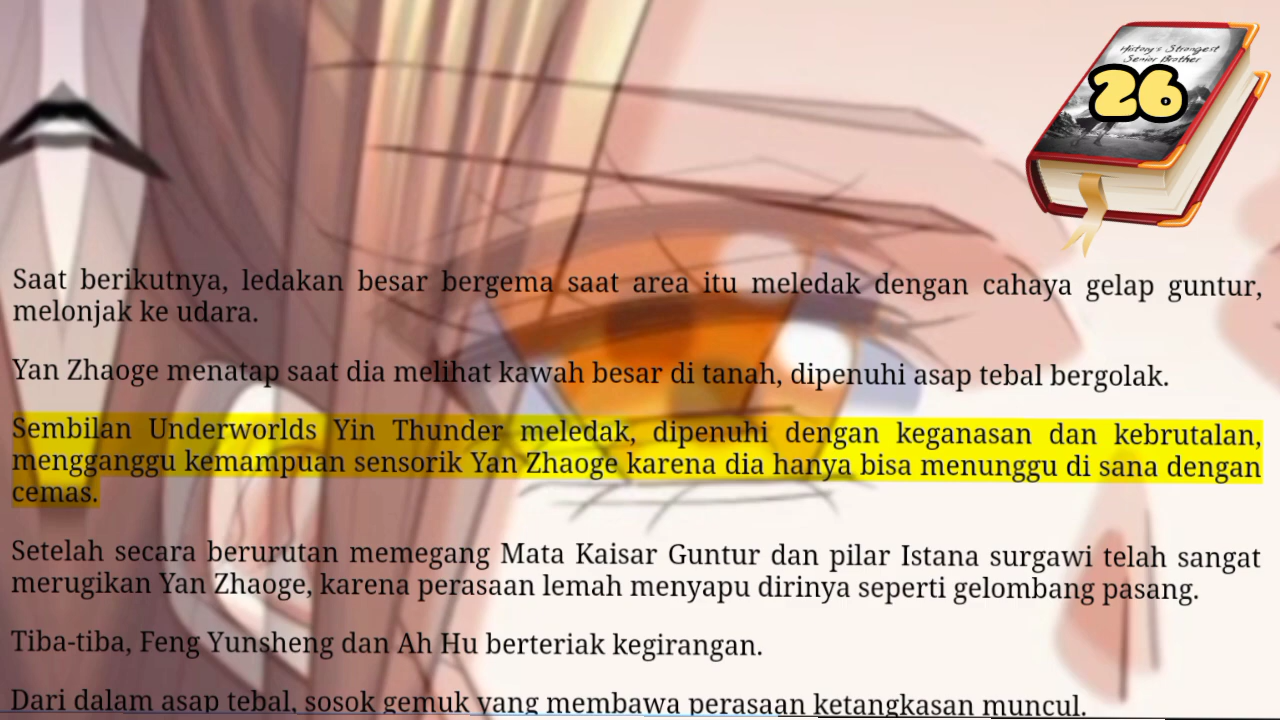 History's Strongest
Senior Brother
26
Saat berikutnya, ledakan besar bergema saat area itu meledak dengan cahaya gelap guntur,
melonjak ke udara.
Yan Zhaoge menatap saat dia melihat kawah besar di tanah, dipenuhi asap tebal bergolak.
Sembilan Underworlds Yin Thunder meledak, dipenuhi dengan keganasan dan kebrutalan,
mengganggu kemampuan sensorik Yan Zhaoge karena dia hanya bisa menunggu di sana dengan
cemas.
Setelah secara berurutan memegang Mata Kaisar Guntur dan pilar Istana surgawi telah sangat
merugikan Yan Zhaoge, karena perasaan lemah menyapu dirinya seperti gelombang pasang.
Tiba-tiba, Feng Yunsheng dan Ah Hu berteriak kegirangan.
Dari dalam asap tebal, sosok gemuk yang membawa perasaan ketangkasan muncul.